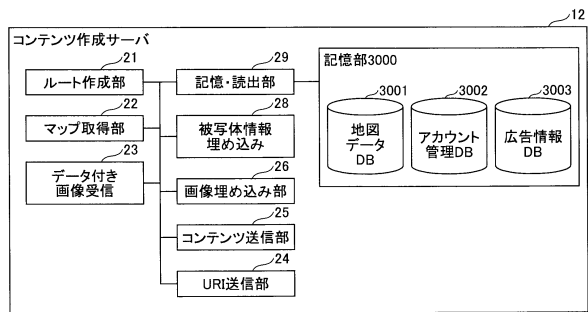 12
コンテンツ作成サーバ
21
ルート作成部
22
マップ取得部
23
データ付き
画像受信
29
記憶・読出部
28
被写体情報
埋め込み
26
画像埋め込み部
25
コンテンツ送信部
24
URI送信部
記憶部3000
3001
地図
データ
DB
3002
アカウント
管理DB
3003
広告情報
DB